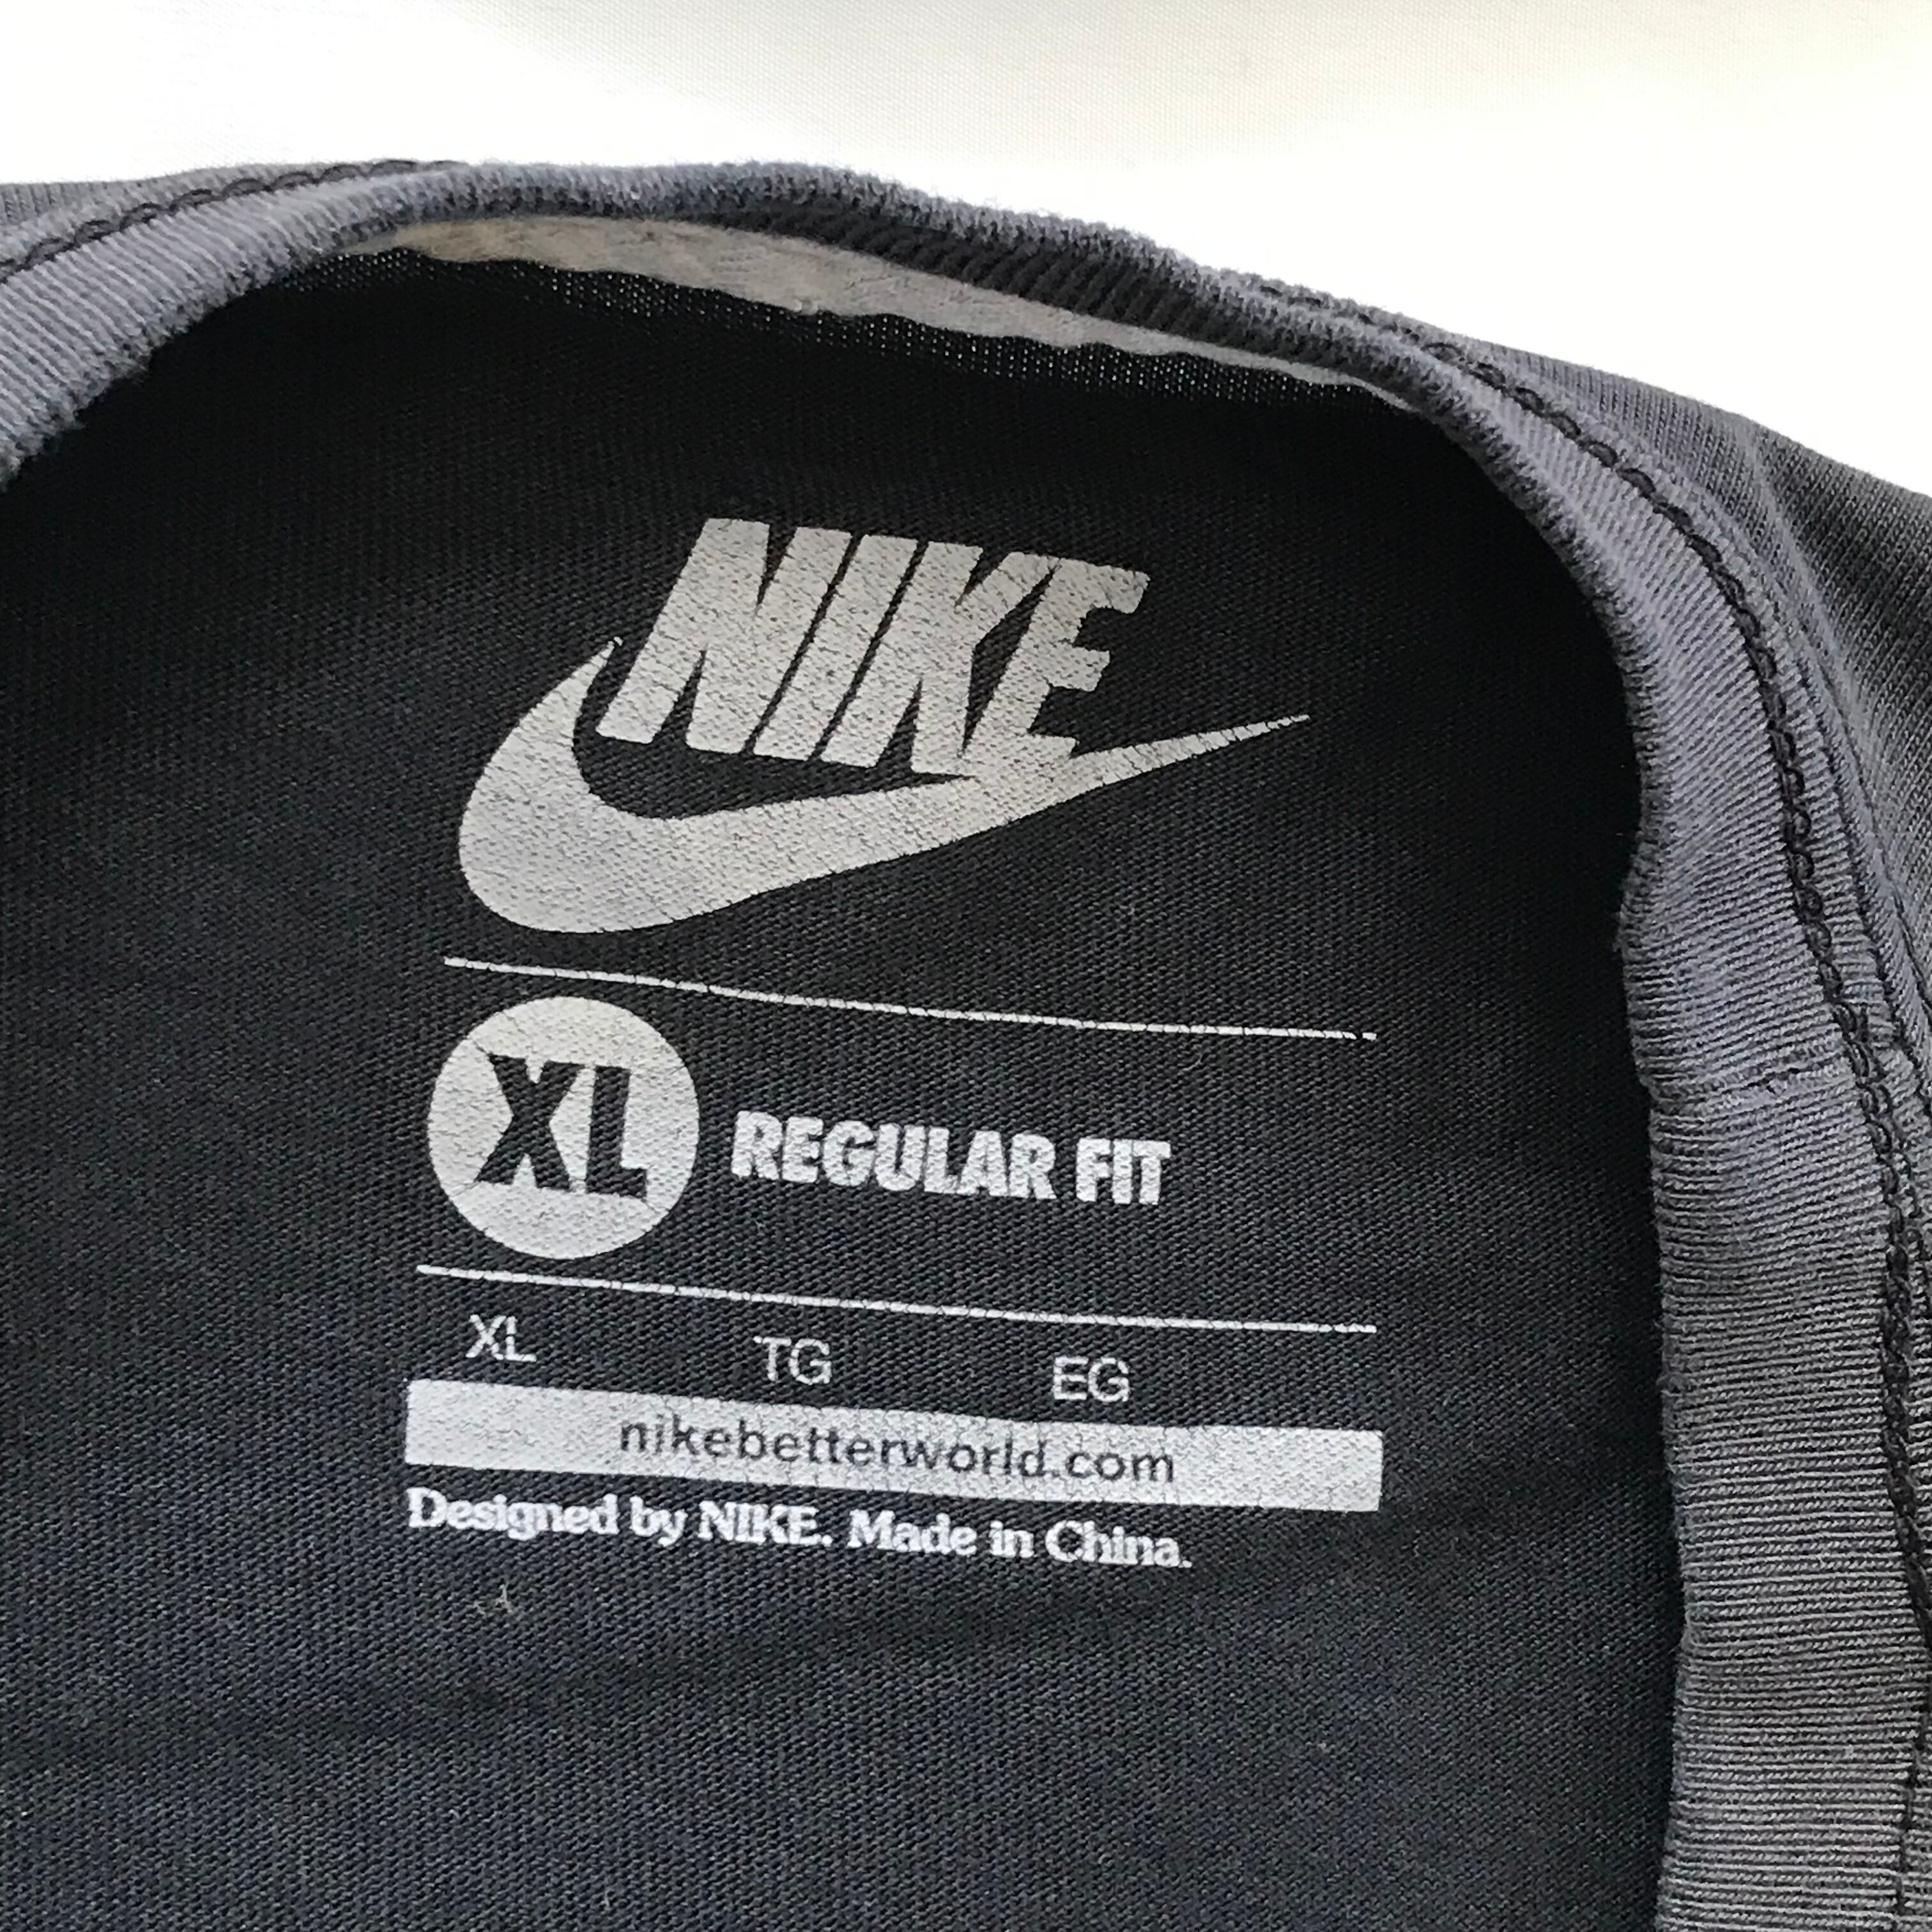 NIKE
XL REGULAR FIT
XL TG EG
nikebetterworld.com
Designed by NIKE. Made in China.